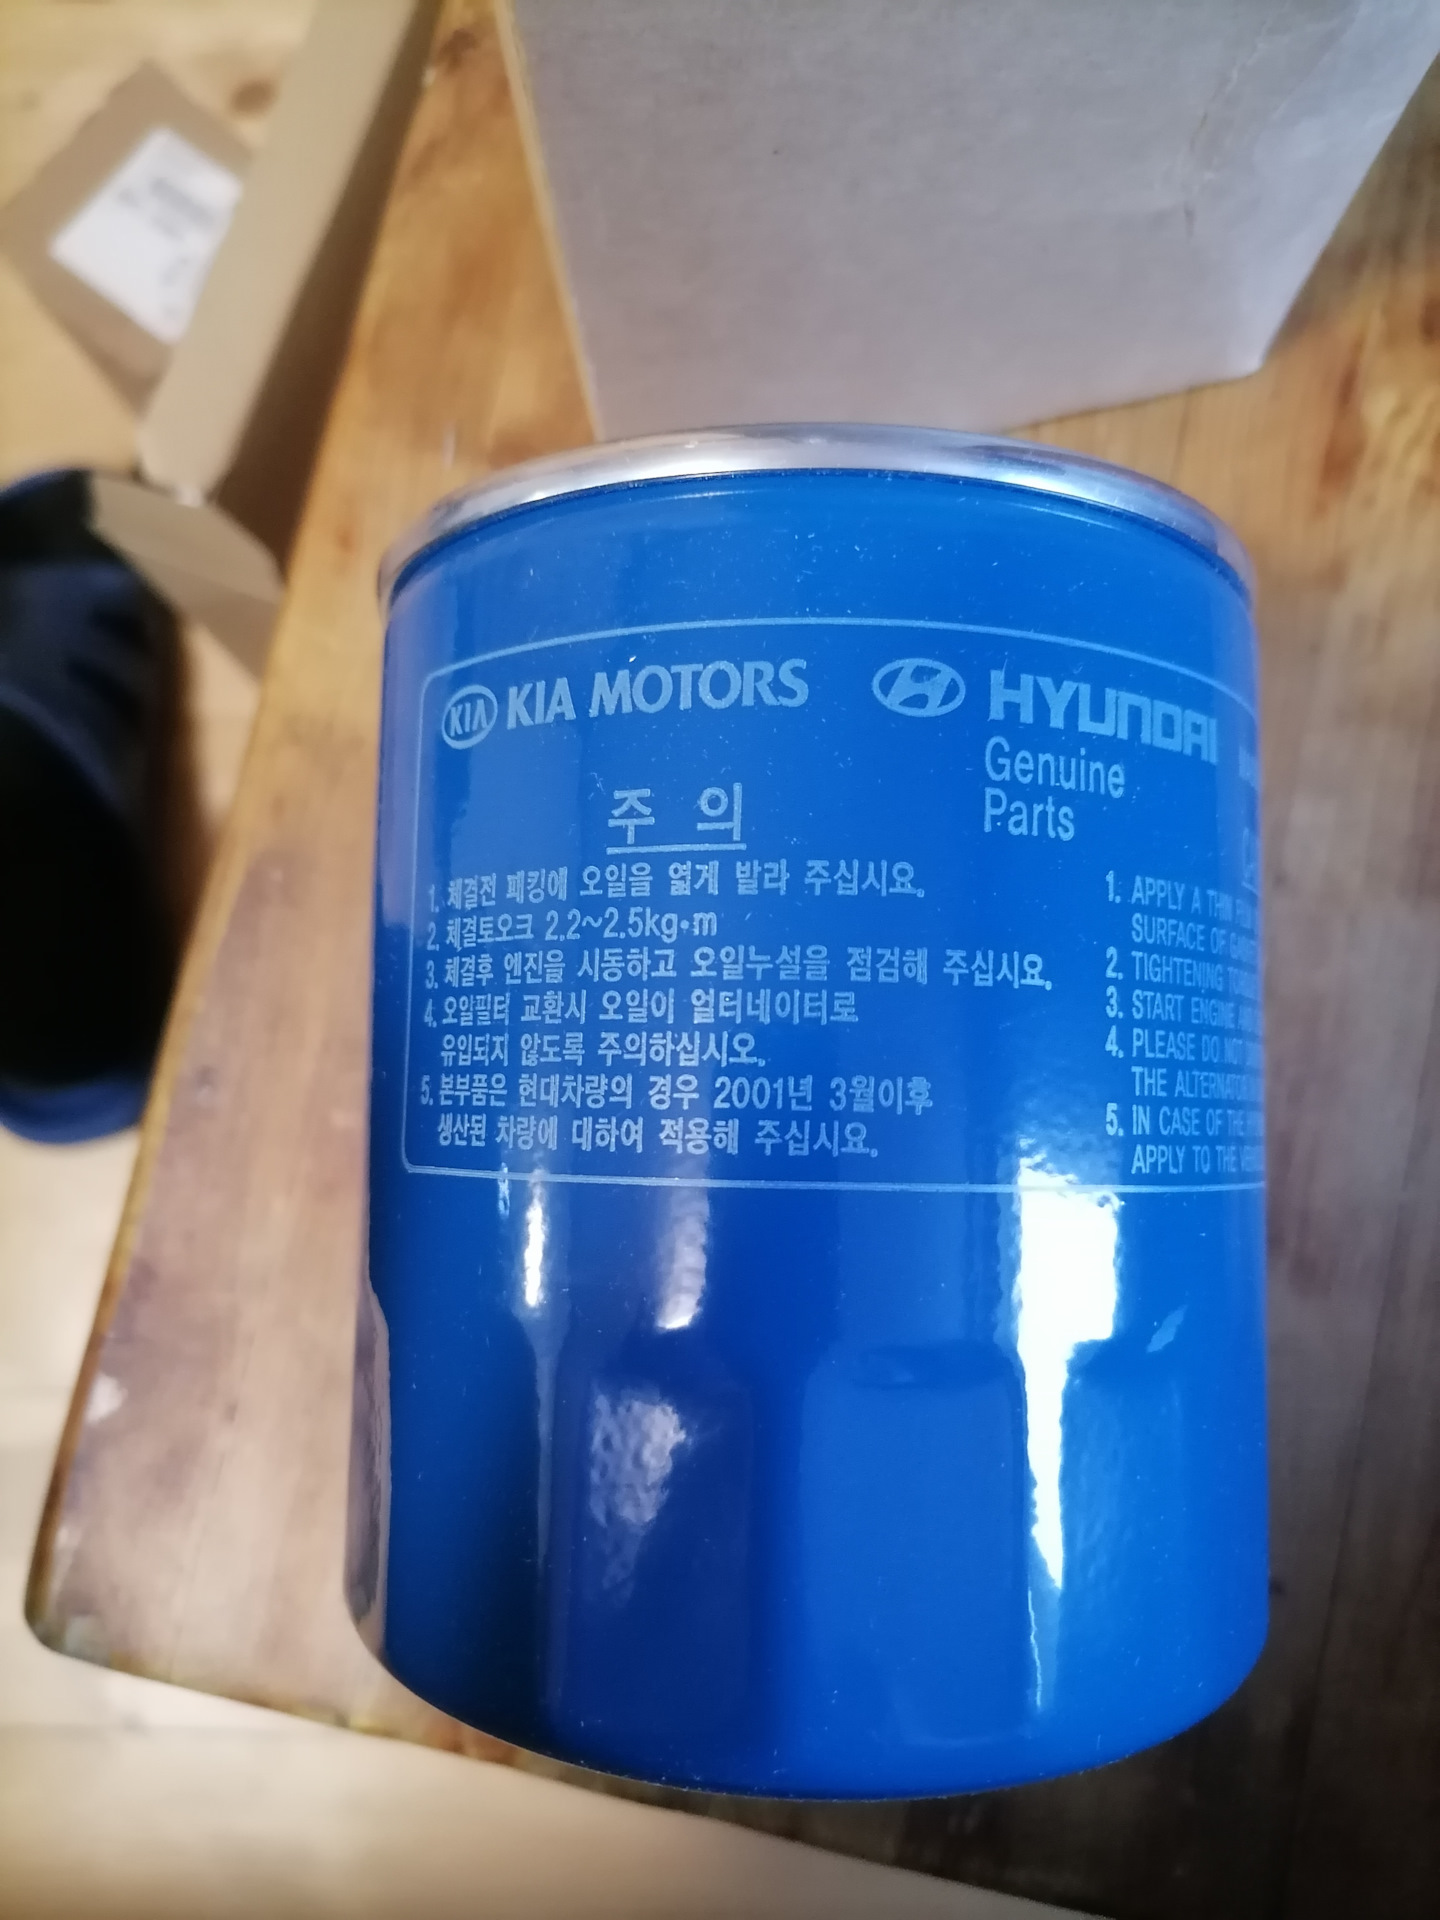 KIA KIA MOTORS
HYUNDAI
Genuine
Parts
주 의
1. 체결전 패킹에 오일을 엷게 발라 주십시요.
2. 체결토오크 2.2~2.5kg·m
3. 체결후 엔진을 시동하고 오일누설을 점검해 주십시요.
4. 오일필터 교환시 오일이 얼터네이터로
유입되지 않도록 주의하십시오.
5. 본부품은 현대차량의 경우 2001년 3월이후
생산된 차량에 대하여 적용해 주십시요.
1. APPLY A THIN
SURFACE OF
2. TIGHTENING
3. START ENGINE
4. PLEASE DO NOT
THE ALTERNATOR
5. IN CASE OF THE
APPLY TO THE